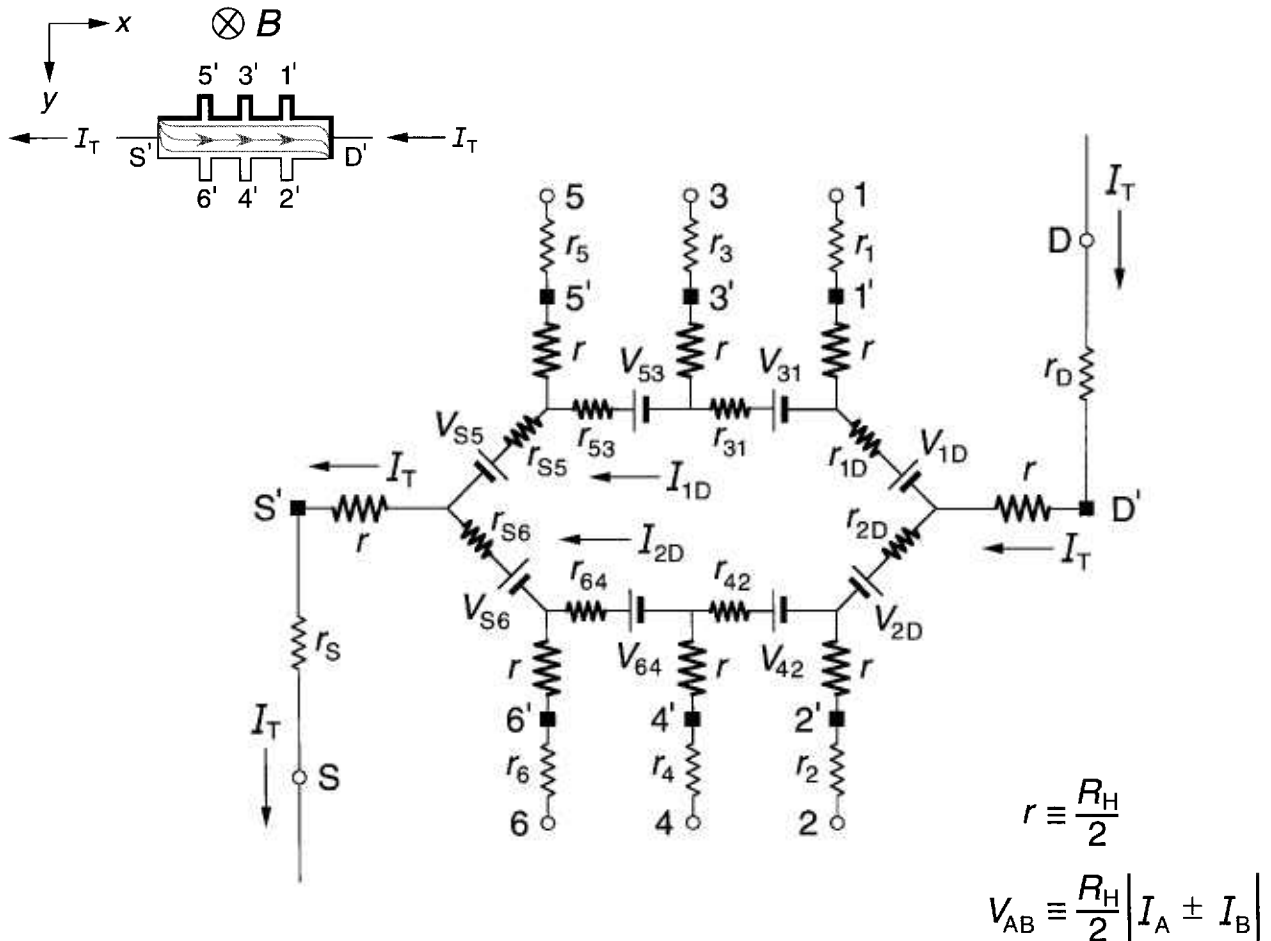 x
B
y
5' 3' 1'
I_T S' D' I_T
6' 4' 2'
5 3 1
I_T
D
r_5 r_3 r_1
5' 3' 1'
r r r
V_53 V_31
r_D
V_S5 r_S5 r_53 r_31 r_1D V_1D
I_T I_1D
S' r r D'
r_S6 I_2D r_2D I_T
r_64 r_42
V_S6 V_64 V_42 V_2D
r_S
r r r
6' 4' 2'
I_T S
r_6 r_4 r_2
6 4 2
r ≡ R_H/2
V_AB ≡ R_H/2 |I_A ± I_B|